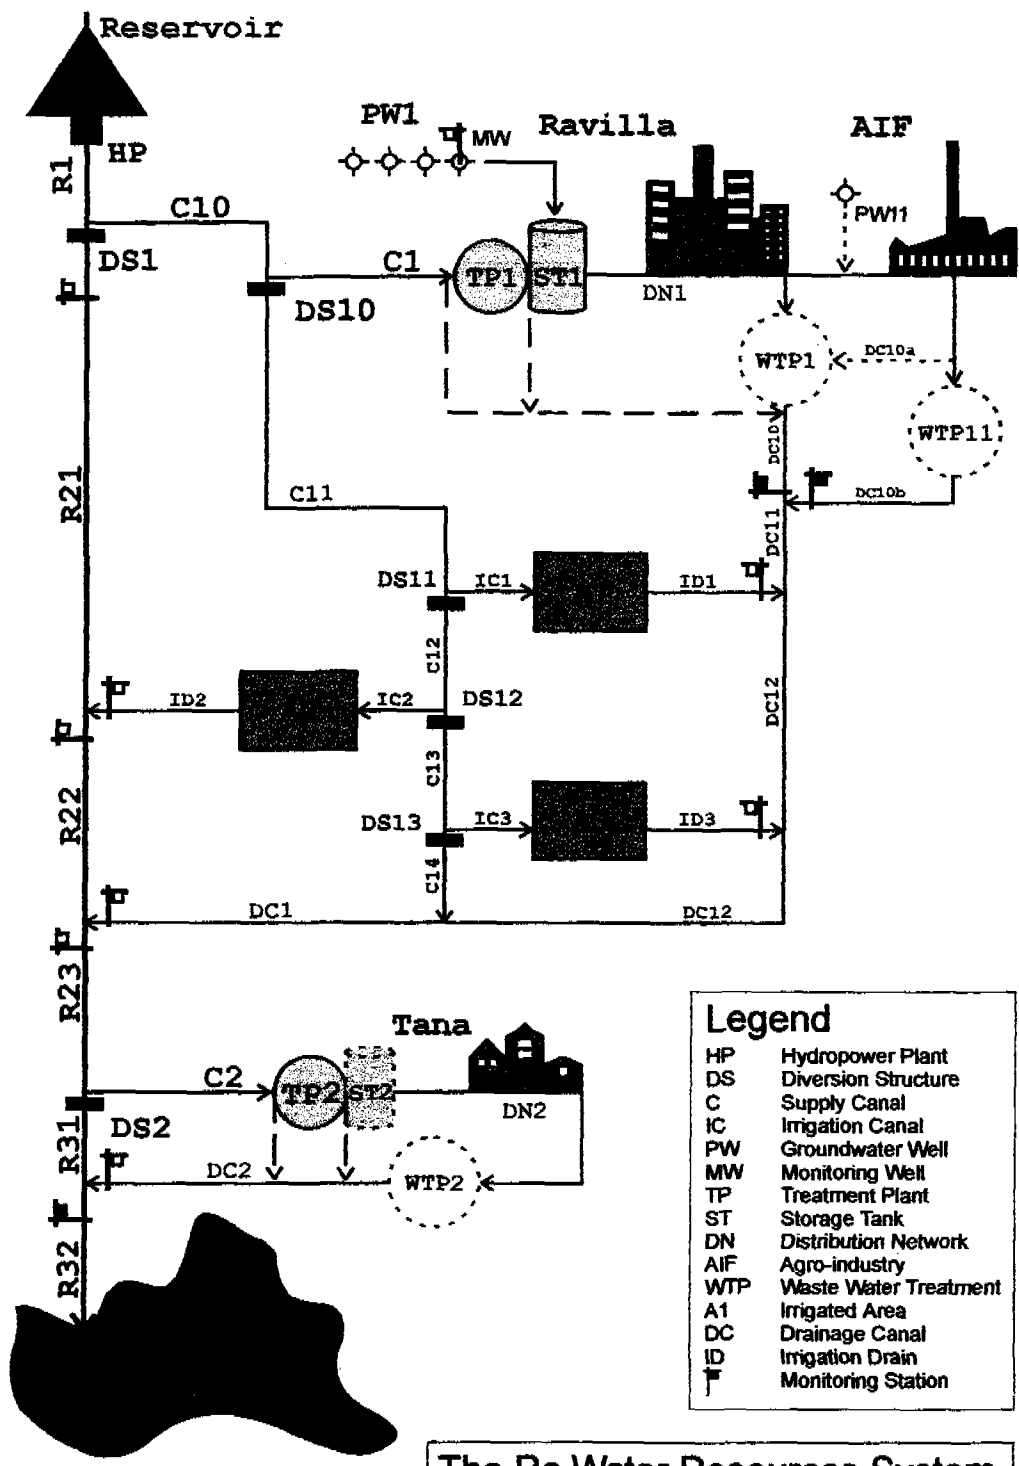 Reservoir
PW1
MW
Ravilla
AIF
HP
R1
C10
PW11
DS1
C1
TP1
ST1
DN1
DS10
WTP1
DC10a
WTP11
DC10
R21
C11
DC10b
DC11
DS11
IC1
ID1
C12
ID2
IC2
DS12
DC12
C13
R22
DS13
IC3
ID3
C14
DC1
DC12
R23
Tana
C2
TP2
ST2
DN2
DS2
R31
DC2
WTP2
R32
Legend
HP Hydropower Plant
DS Diversion Structure
C Supply Canal
IC Irrigation Canal
PW Groundwater Well
MW Monitoring Well
TP Treatment Plant
ST Storage Tank
DN Distribution Network
AIF Agro-industry
WTP Waste Water Treatment
A1 Irrigated Area
DC Drainage Canal
ID Irrigation Drain
Monitoring Station
The Ro Water Resources System